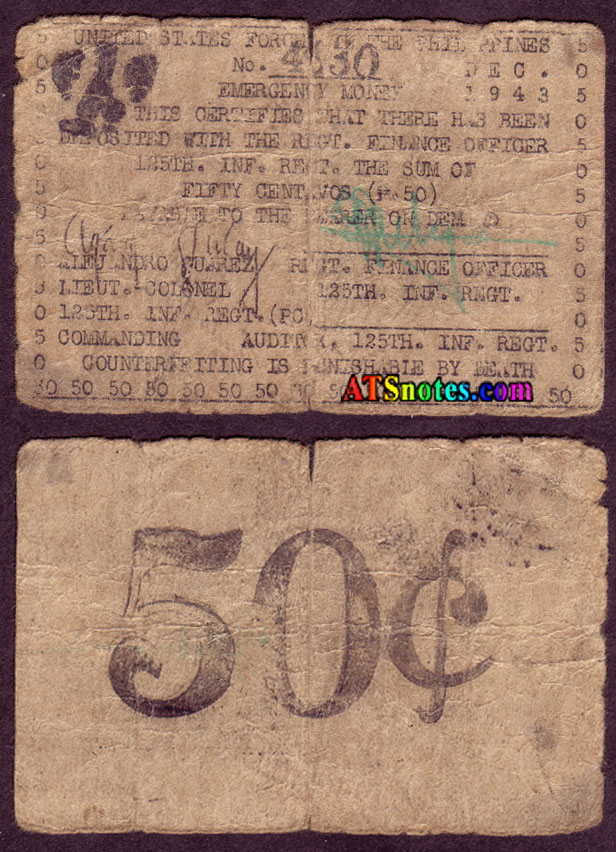 UNITED STATES FORCES IN THE PHILIPPINES
No. 4530 DEC.
EMERGENCY MONEY 1943
THIS CERTIFIES THAT THERE HAS BEEN
DEPOSITED WITH THE REGT. FINANCE OFFICER
125TH. INF. REGT. THE SUM OF
FIFTY CENTAVOS (₱.50)
PAYABLE TO THE BEARER ON DEMAND
ALEJANDRO SUAREZ REGT. FINANCE OFFICER
LIEUT.-COLONEL 125TH. INF. REGT.
125TH. INF. REGT.(PC)
COMMANDING AUDITOR, 125TH. INF. REGT.
COUNTERFEITING IS PUNISHABLE BY DEATH
50 50 50 50 50 50 50 50 50
ATSnotes.com
50
50¢